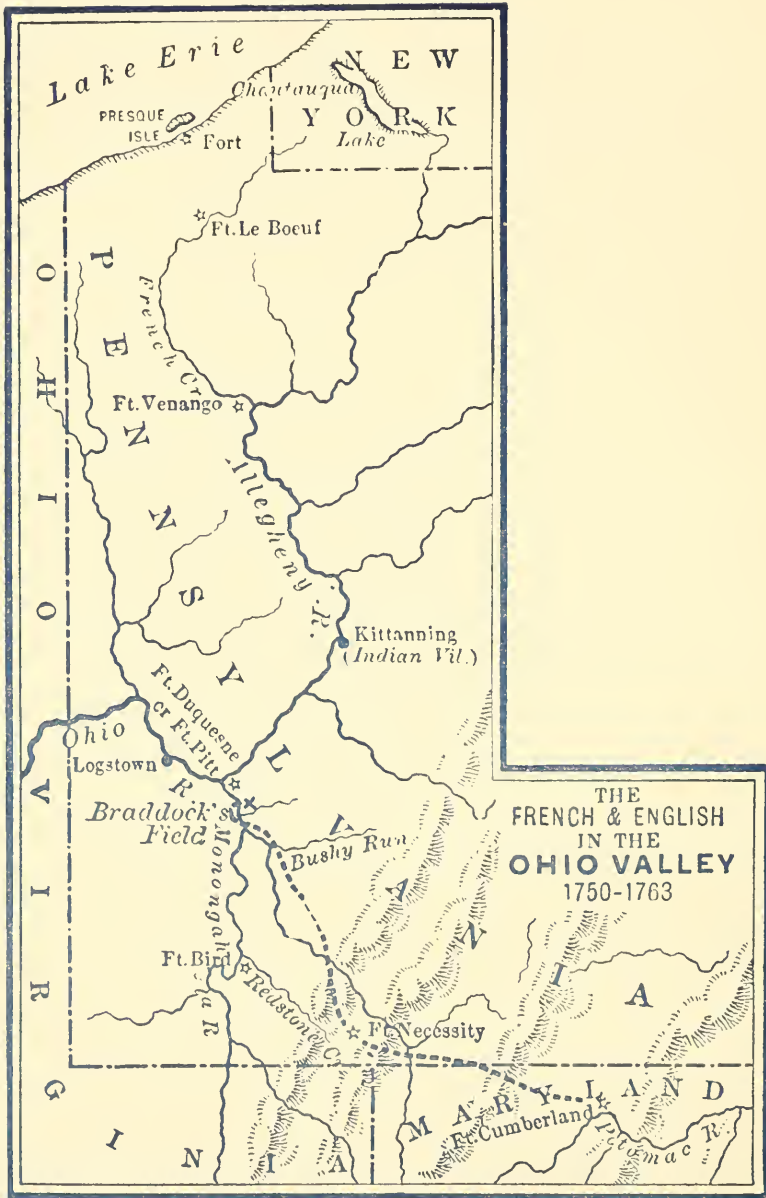 Lake Erie
NEW
YORK
Chautauqua
Lake
PRESQUE
ISLE
Fort
Ft. Le Boeuf
French Cr.
OHIO
PENNSYLVANIA
Ft. Venango
Allegheny R.
Kittanning
(Indian Vil.)
Ft. Duquesne
or Ft. Pitt
Ohio R
Logstown
Braddock's
Field
Bushy Run
Monongahela R
THE
FRENCH & ENGLISH
IN THE
OHIO VALLEY
1750-1763
Ft. Bird
Redstone Cr.
Ft. Necessity
VIRGINIA
MARYLAND
Ft. Cumberland
Potomac R.